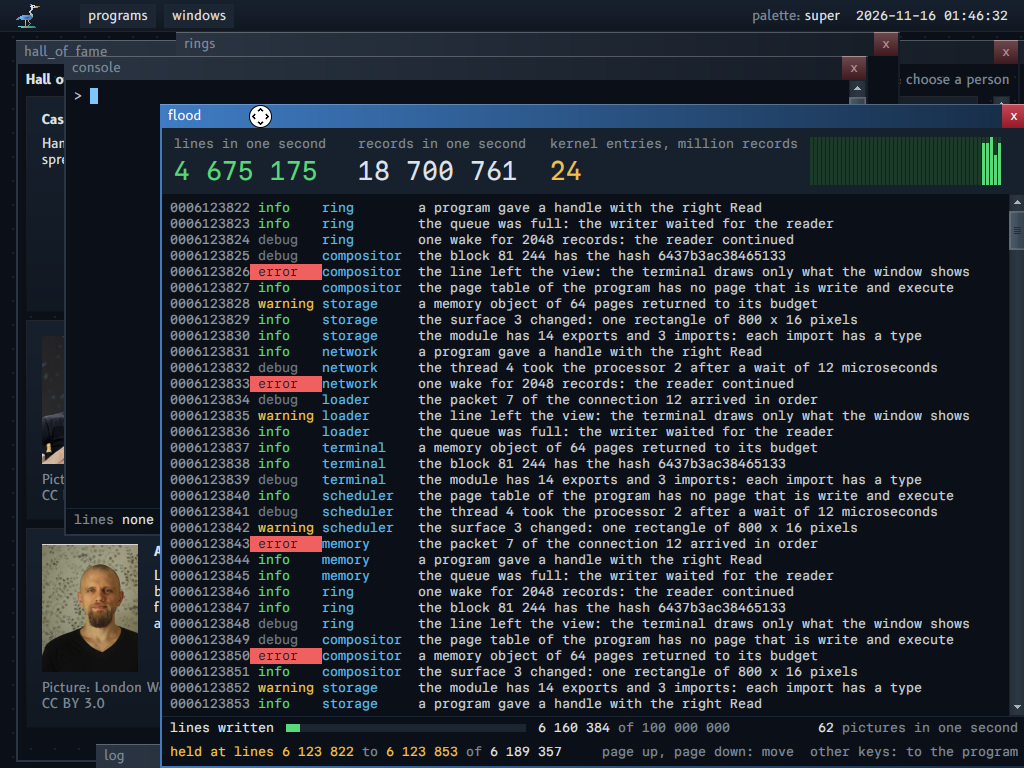 programs windows palette: super 2026-11-16 01:46:32
rings x
hall_of_fame x
console x
Hall o choose a person
>
flood x
Cas
Ham
spre
lines in one second records in one second kernel entries, million records
4 675 175 18 700 761 24
0006123822 info ring a program gave a handle with the right Read
0006123823 info ring the queue was full: the writer waited for the reader
0006123824 debug ring one wake for 2048 records: the reader continued
0006123825 debug compositor the block 81 244 has the hash 6437b3ac38465133
0006123826 error compositor the line left the view: the terminal draws only what the window shows
0006123827 info compositor the page table of the program has no page that is write and execute
0006123828 warning storage a memory object of 64 pages returned to its budget
0006123829 info storage the surface 3 changed: one rectangle of 800 x 16 pixels
0006123830 info storage the module has 14 exports and 3 imports: each import has a type
0006123831 info network a program gave a handle with the right Read
0006123832 debug network the thread 4 took the processor 2 after a wait of 12 microseconds
0006123833 error network one wake for 2048 records: the reader continued
0006123834 debug loader the packet 7 of the connection 12 arrived in order
0006123835 warning loader the line left the view: the terminal draws only what the window shows
0006123836 info loader the queue was full: the writer waited for the reader
0006123837 info terminal a memory object of 64 pages returned to its budget
0006123838 info terminal the block 81 244 has the hash 6437b3ac38465133
0006123839 debug terminal the module has 14 exports and 3 imports: each import has a type
0006123840 info scheduler the page table of the program has no page that is write and execute
0006123841 debug scheduler the thread 4 took the processor 2 after a wait of 12 microseconds
0006123842 warning scheduler the surface 3 changed: one rectangle of 800 x 16 pixels
0006123843 error memory the packet 7 of the connection 12 arrived in order
0006123844 info memory a program gave a handle with the right Read
0006123845 info memory the queue was full: the writer waited for the reader
0006123846 info ring one wake for 2048 records: the reader continued
0006123847 info ring the block 81 244 has the hash 6437b3ac38465133
0006123848 debug ring the line left the view: the terminal draws only what the window shows
0006123849 debug compositor the page table of the program has no page that is write and execute
0006123850 error compositor a memory object of 64 pages returned to its budget
0006123851 info compositor the surface 3 changed: one rectangle of 800 x 16 pixels
0006123852 warning storage the module has 14 exports and 3 imports: each import has a type
0006123853 info storage a program gave a handle with the right Read
Pict
CC
lines none
Picture: London W
CC BY 3.0
lines written 6 160 384 of 100 000 000 62 pictures in one second
held at lines 6 123 822 to 6 123 853 of 6 189 357 page up, page down: move other keys: to the program
log